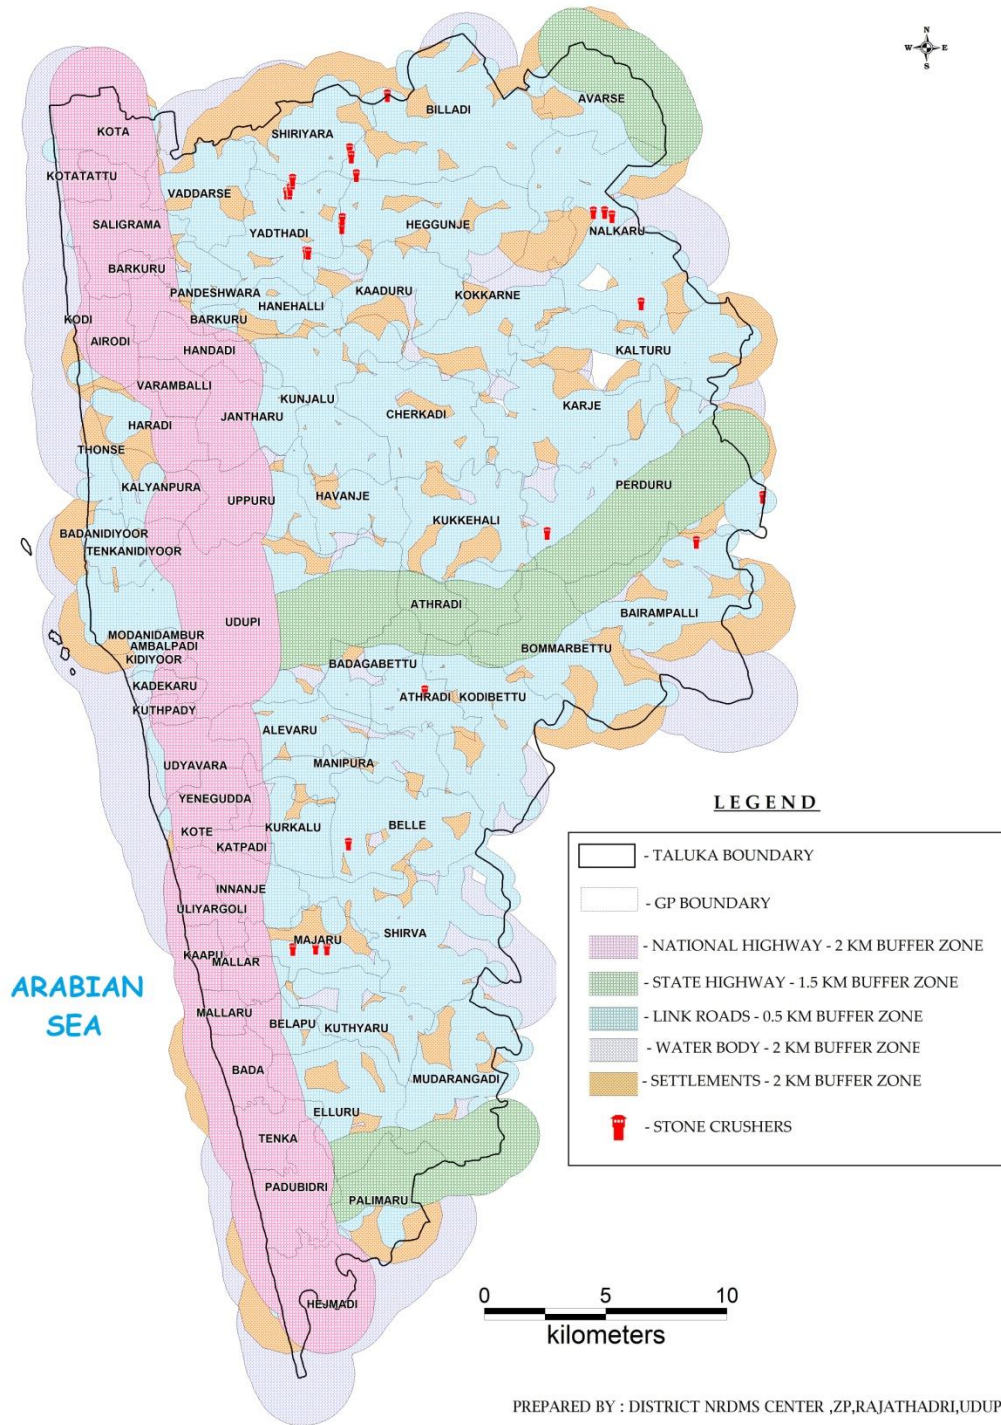 N
W E
S
AVARSE
BILLADI
KOTA
SHIRIYARA
KOTATATTU
VADDARSE
SALIGRAMA
YADTHADI
HEGGUNJE
NALKARU
BARKURU
PANDESHWARA
HANEHALLI
KAADURU
KOKKARNE
KODI
BARKURU
AIRODI
HANDADI
KALTURU
VARAMBALLI
KUNJALU
KARJE
JANTHARU
CHERKADI
HARADI
THONSE
KALYANPURA
UPPURU
HAVANJE
PERDURU
KUKKEHALI
BADANIDIYOOR
TENKANIDIYOOR
ATHRADI
BAIRAMPALLI
UDUPI
MODANIDAMBUR
AMBALPADI
KIDIYOOR
BADAGABETTU
BOMMARBETTU
KADEKARU
ATHRADI KODIBETTU
KUTHPADY
ALEVARU
UDYAVARA
MANIPURA
YENEGUDDA
KOTE
KURKALU
BELLE
KATPADI
INNANJE
ULIYARGOLI
MAJARU
SHIRVA
KAAPU
MALLAR
MALLARU
BELAPU
KUTHYARU
BADA
MUDARANGADI
ELLURU
TENKA
PADUBIDRI
PALIMARU
HEJMADI
ARABIAN
SEA
LEGEND
- TALUKA BOUNDARY
- GP BOUNDARY
- NATIONAL HIGHWAY - 2 KM BUFFER ZONE
- STATE HIGHWAY - 1.5 KM BUFFER ZONE
- LINK ROADS - 0.5 KM BUFFER ZONE
- WATER BODY - 2 KM BUFFER ZONE
- SETTLEMENTS - 2 KM BUFFER ZONE
- STONE CRUSHERS
0 5 10
kilometers
PREPARED BY : DISTRICT NRDMS CENTER ,ZP,RAJATHADRI,UDUP